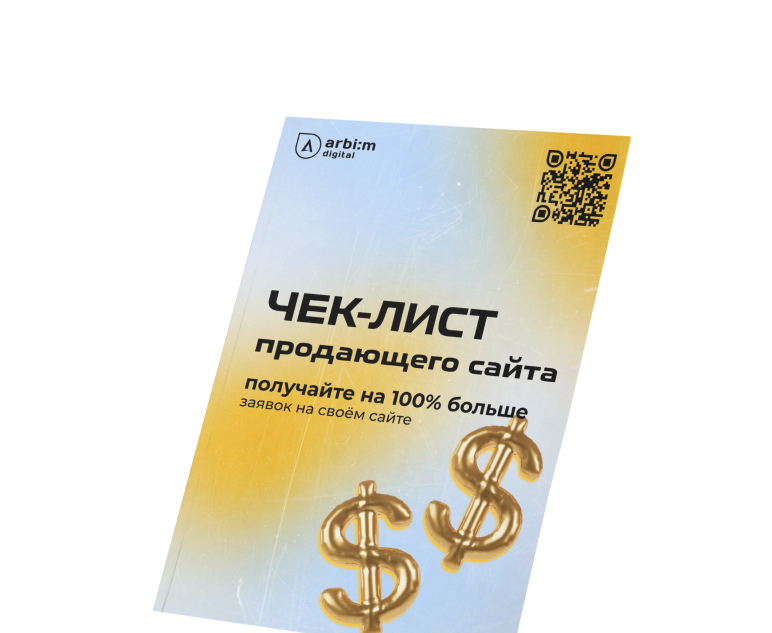 arbi:m
digital
ЧЕК-ЛИСТ
продающего сайта
получайте на 100% больше
заявок на своём сайте